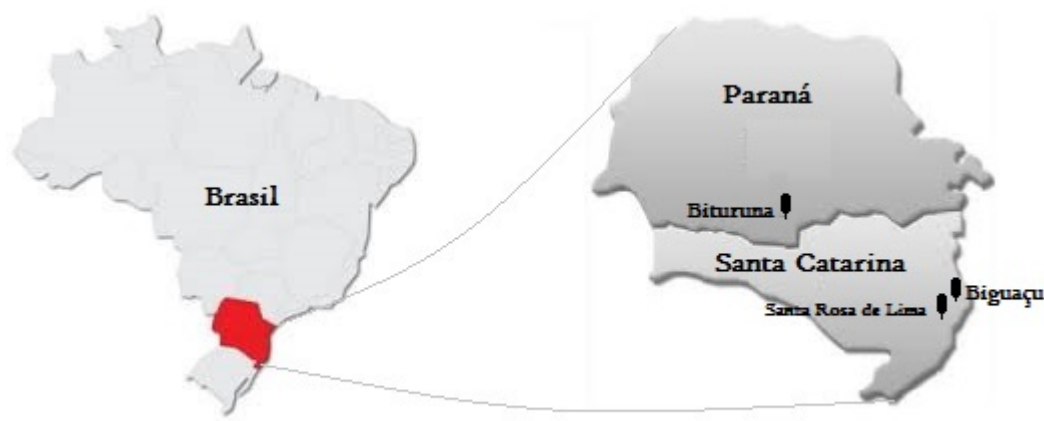 Brasil
Paraná
Bituruna
Santa Catarina
Biguaçu
Santa Rosa de Lima